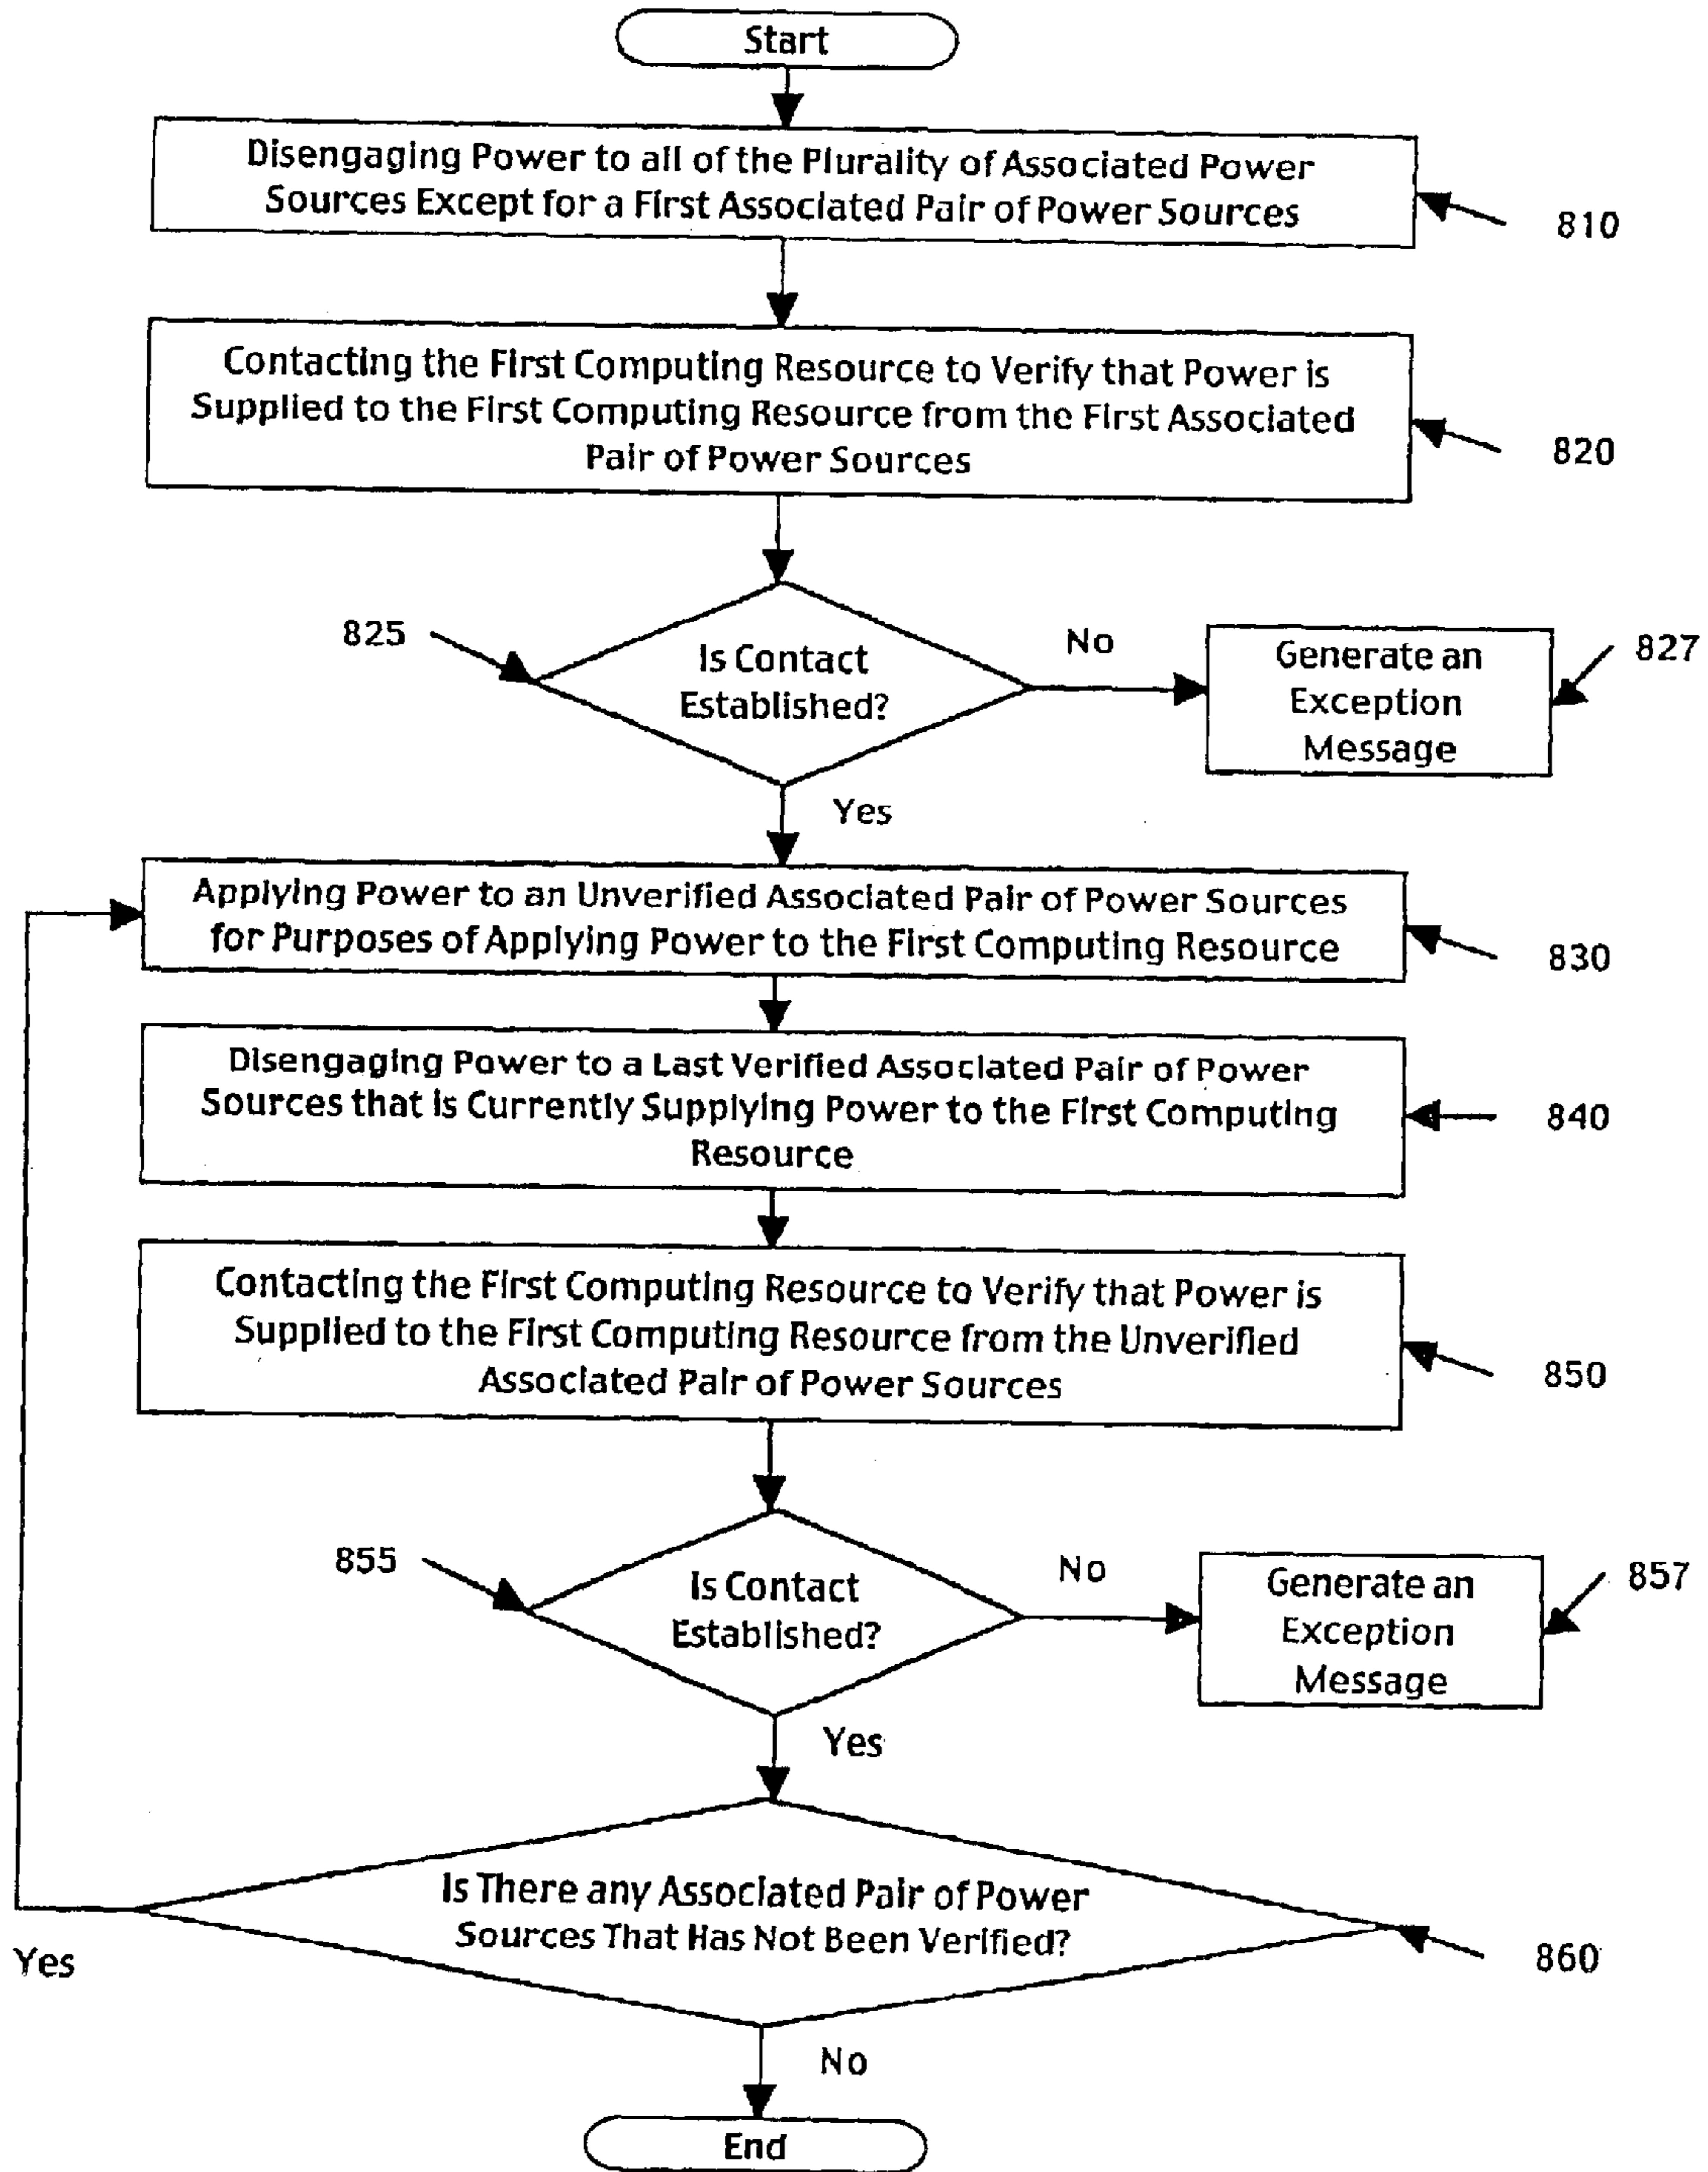 Start
Disengaging Power to all of the Plurality of Associated Power
Sources Except for a First Associated Pair of Power Sources
810
Contacting the First Computing Resource to Verify that Power is
Supplied to the First Computing Resource from the First Associated
Pair of Power Sources
820
825
Is Contact
Established?
No
Generate an
Exception
Message
827
Yes
Applying Power to an Unverified Associated Pair of Power Sources
for Purposes of Applying Power to the First Computing Resource
830
Disengaging Power to a Last Verified Associated Pair of Power
Sources that is Currently Supplying Power to the First Computing
Resource
840
Contacting the First Computing Resource to Verify that Power is
Supplied to the First Computing Resource from the Unverified
Associated Pair of Power Sources
850
855
Is Contact
Established?
No
Generate an
Exception
Message
857
Yes
Is There any Associated Pair of Power
Sources That Has Not Been Verified?
860
Yes
No
End